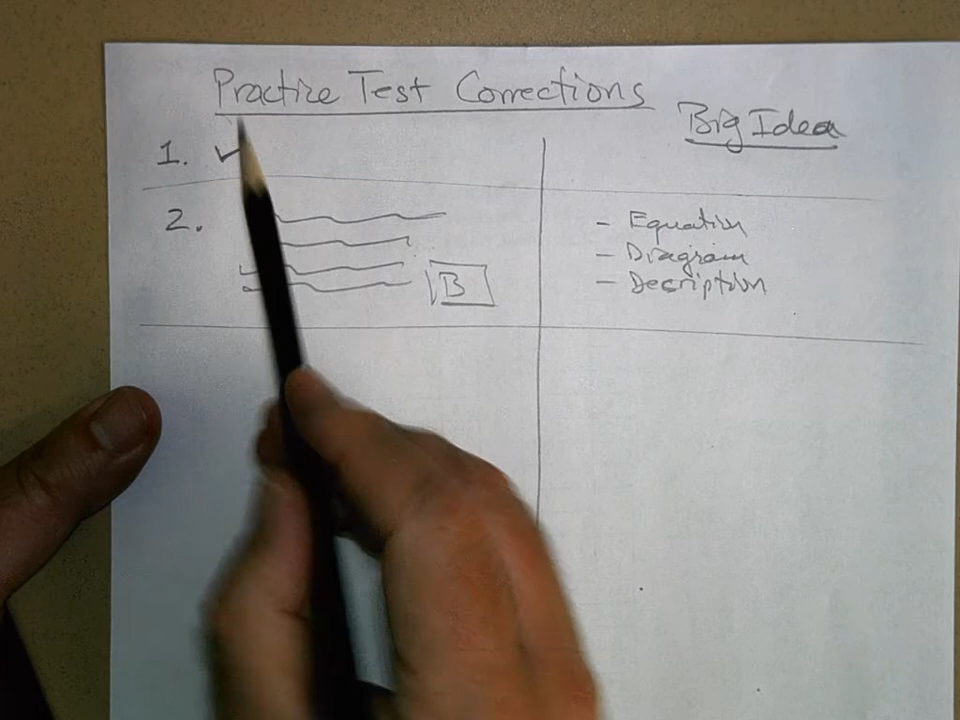 Practice Test Corrections
Big Idea
1. ✓
2.
B
- Equation
- Diagram
- Description